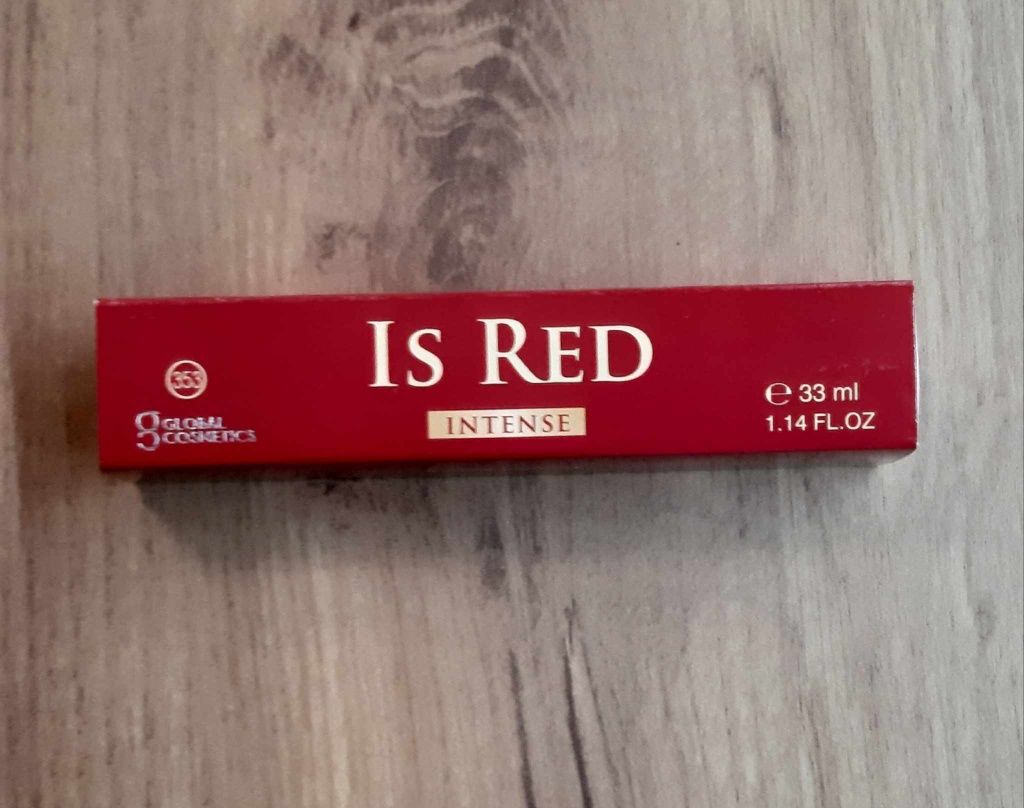 Is Red
INTENSE
353
g GLOBAL
COSMETICS
℮ 33 ml
1.14 FL.OZ